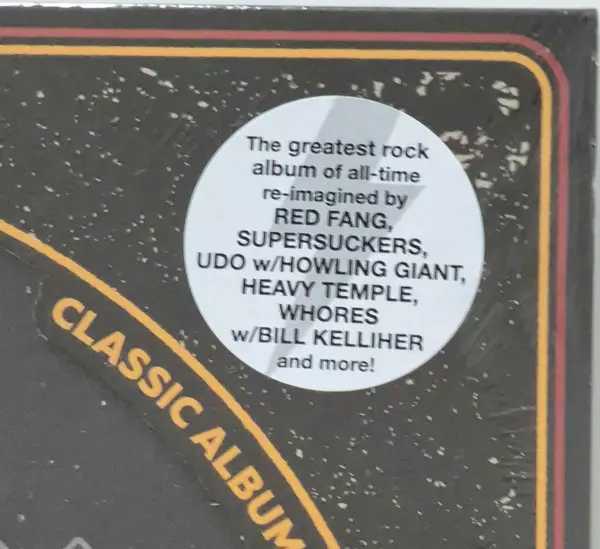 The greatest rock
album of all-time
re-imagined by
RED FANG,
SUPERSUCKERS,
UDO w/HOWLING GIANT,
HEAVY TEMPLE,
WHORES
w/BILL KELLIHER
and more!
CLASSIC ALBUM